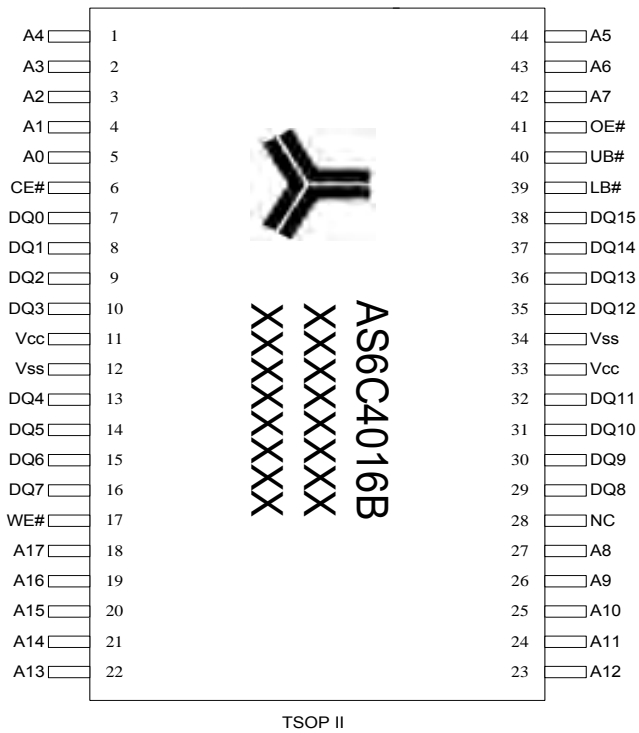 A4 1 44 A5
A3 2 43 A6
A2 3 42 A7
A1 4 41 OE#
A0 5 40 UB#
CE# 6 39 LB#
DQ0 7 38 DQ15
DQ1 8 37 DQ14
DQ2 9 36 DQ13
DQ3 10 35 DQ12
Vcc 11 34 Vss
Vss 12 33 Vcc
DQ4 13 32 DQ11
DQ5 14 31 DQ10
DQ6 15 30 DQ9
DQ7 16 29 DQ8
WE# 17 28 NC
A17 18 27 A8
A16 19 26 A9
A15 20 25 A10
A14 21 24 A11
A13 22 23 A12
AS6C4016B
XXXXXXXX
XXXXXXXX
TSOP II